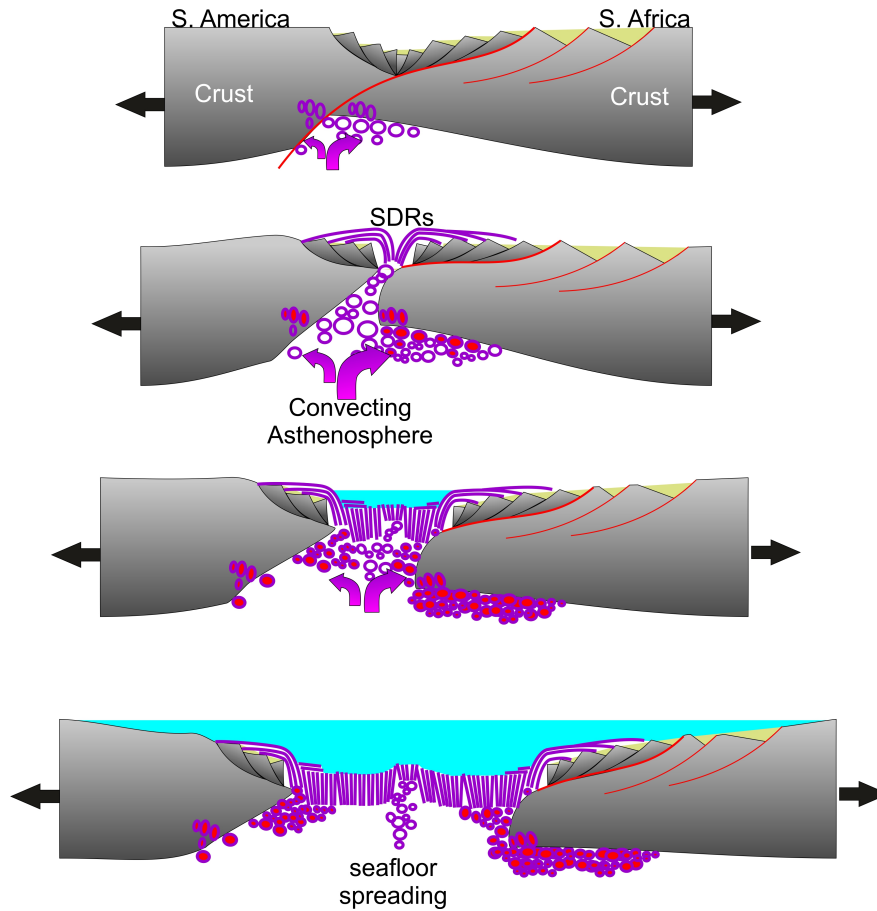 S. America
S. Africa
Crust
Crust
SDRs
Convecting
Asthenosphere
seafloor
spreading